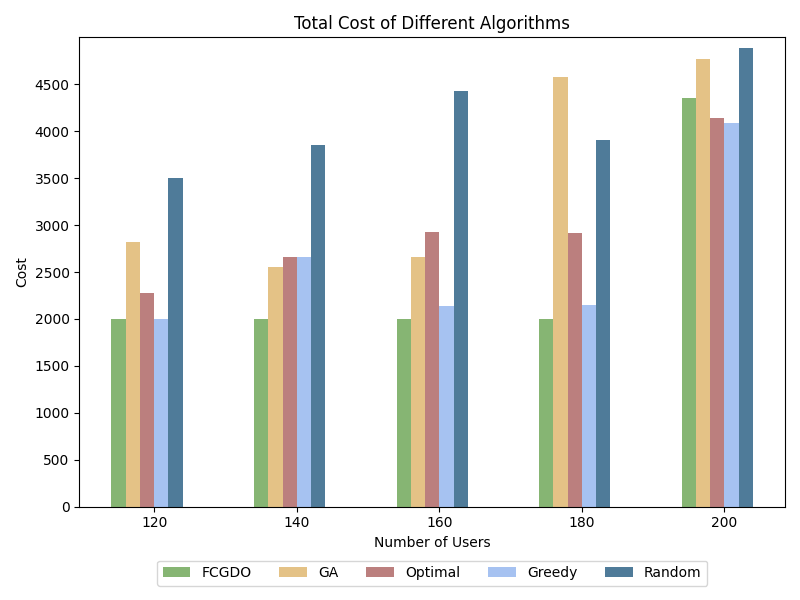 Total Cost of Different Algorithms
4500
4000
3500
3000
2500
2000
1500
1000
500
0
Cost
120 140 160 180 200
Number of Users
FCGDO GA Optimal Greedy Random